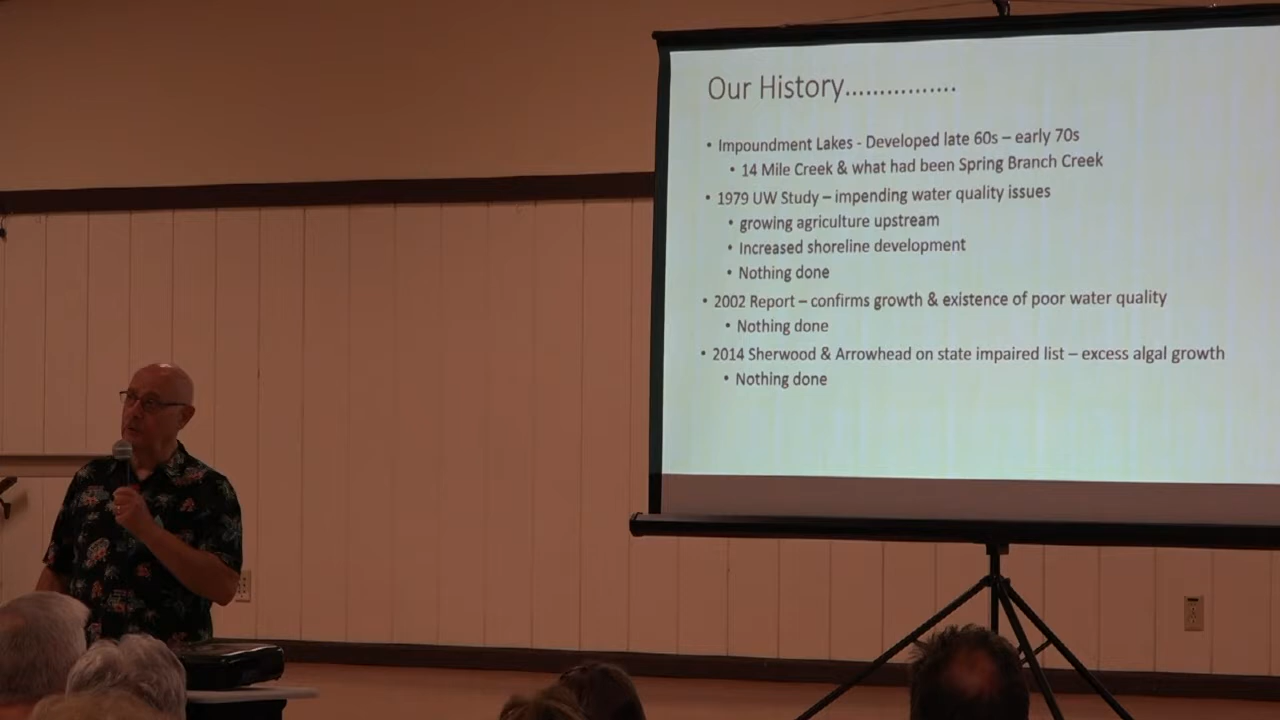 Our History................
• Impoundment Lakes - Developed late 60s – early 70s
• 14 Mile Creek & what had been Spring Branch Creek
• 1979 UW Study – impending water quality issues
• growing agriculture upstream
• Increased shoreline development
• Nothing done
• 2002 Report – confirms growth & existence of poor water quality
• Nothing done
• 2014 Sherwood & Arrowhead on state impaired list – excess algal growth
• Nothing done